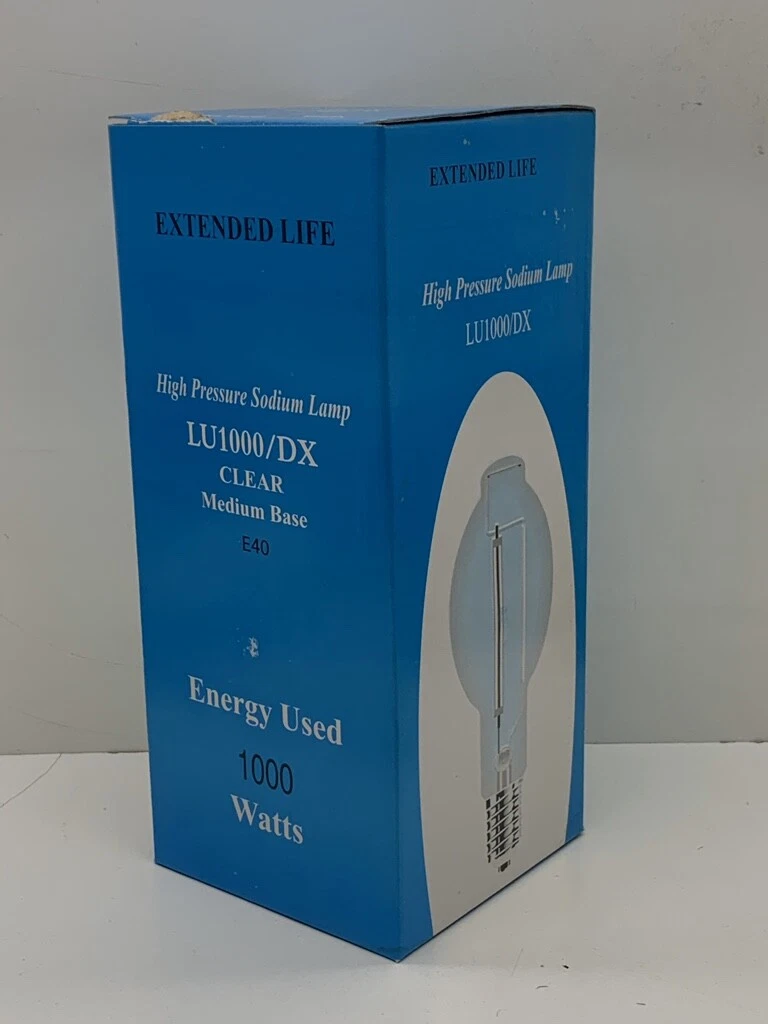 EXTENDED LIFE
High Pressure Sodium Lamp
LU1000/DX
CLEAR
Medium Base
E40
Energy Used
1000
Watts
EXTENDED LIFE
High Pressure Sodium Lamp
LU1000/DX